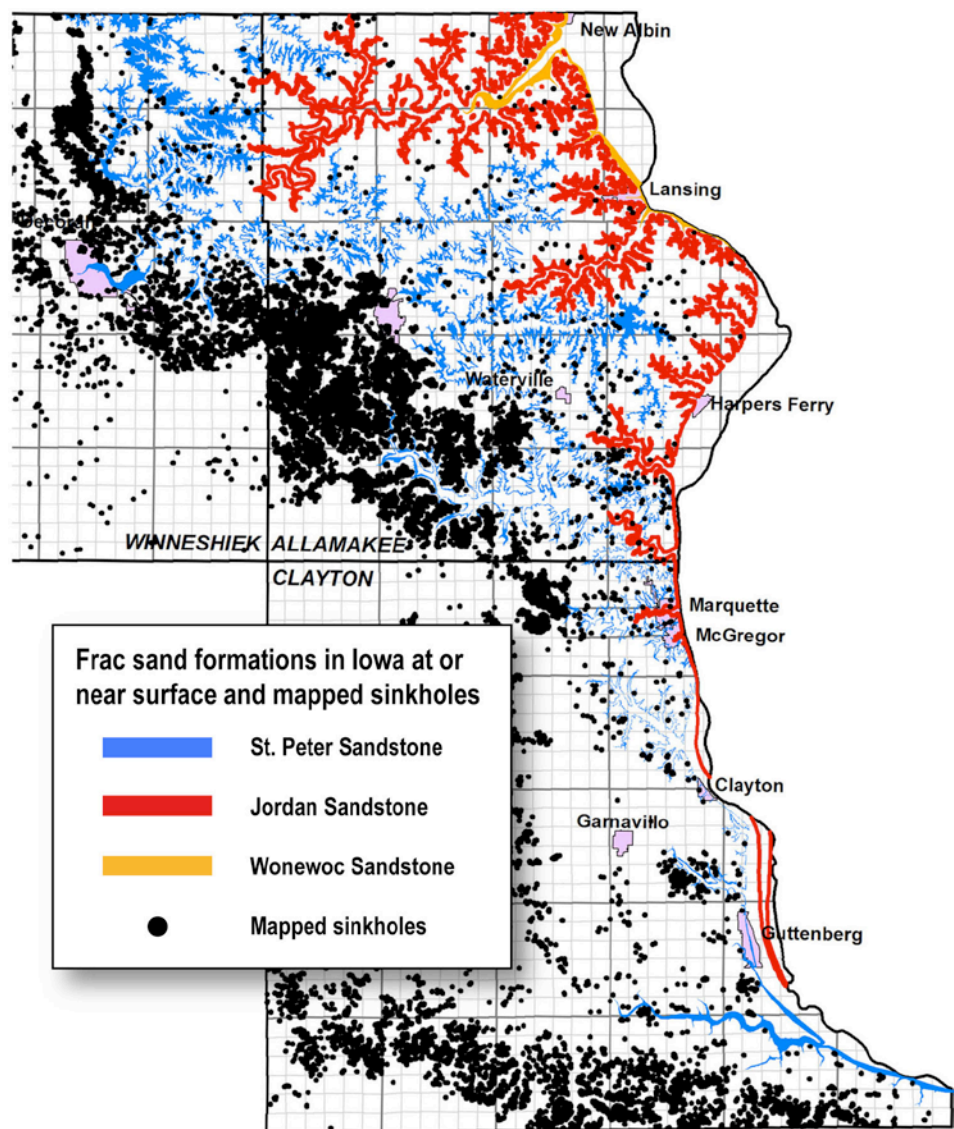 New Albin
Lansing
Decorah
Waterville
Harpers Ferry
WINNESHIEK
ALLAMAKEE
CLAYTON
Marquette
McGregor
Frac sand formations in Iowa at or
near surface and mapped sinkholes
St. Peter Sandstone
Jordan Sandstone
Wonewoc Sandstone
Mapped sinkholes
Clayton
Garnavillo
Guttenberg